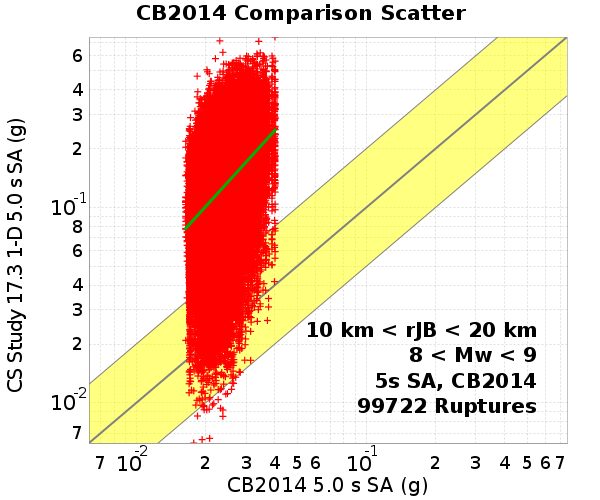 CB2014 Comparison Scatter
CS Study 17.3 1-D 5.0 s SA (g)
6
4
3
2
10^-1
8
6
4
3
2
10^-2
7
10 km < rJB < 20 km
8 < Mw < 9
5s SA, CB2014
99722 Ruptures
7 10^-2 2 3 4 5 6 10^-1 2 3 4 5 6 7
CB2014 5.0 s SA (g)